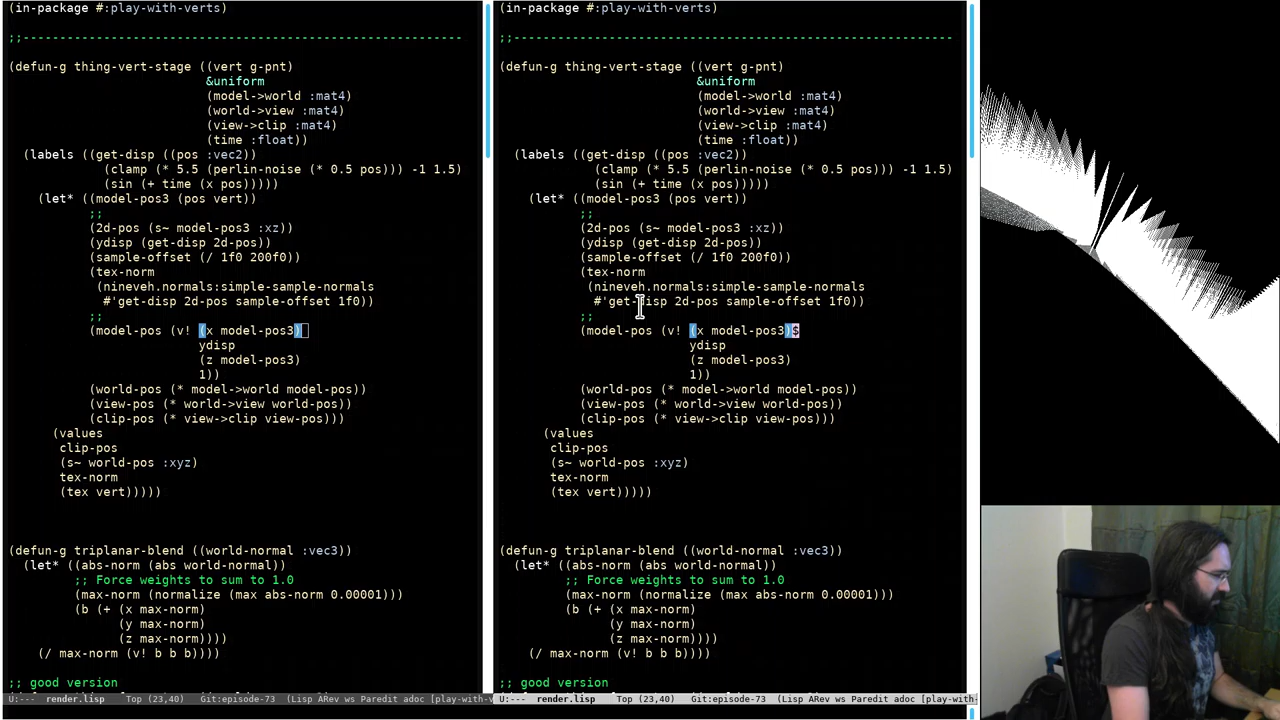 (in-package #:play-with-verts)
;;------------------------------------------------------------
(defun-g thing-vert-stage ((vert g-pnt)
&uniform
(model->world :mat4)
(world->view :mat4)
(view->clip :mat4)
(time :float))
(labels ((get-disp ((pos :vec2))
(clamp (* 5.5 (perlin-noise (* 0.5 pos))) -1 1.5)
(sin (+ time (x pos)))))
(let* ((model-pos3 (pos vert))
;;
(2d-pos (s~ model-pos3 :xz))
(ydisp (get-disp 2d-pos))
(sample-offset (/ 1f0 200f0))
(tex-norm
(nineveh.normals:simple-sample-normals
#'get-disp 2d-pos sample-offset 1f0))
;;
(model-pos (v! (x model-pos3)
ydisp
(z model-pos3)
1))
(world-pos (* model->world model-pos))
(view-pos (* world->view world-pos))
(clip-pos (* view->clip view-pos)))
(values
clip-pos
(s~ world-pos :xyz)
tex-norm
(tex vert)))))
(defun-g triplanar-blend ((world-normal :vec3))
(let* ((abs-norm (abs world-normal))
;; Force weights to sum to 1.0
(max-norm (normalize (max abs-norm 0.00001)))
(b (+ (x max-norm)
(y max-norm)
(z max-norm))))
(/ max-norm (v! b b b))))
;; good version
U:--- render.lisp Top (23,40) Git:episode-73 (Lisp ARev ws Paredit adoc [play-with-v
(in-package #:play-with-verts)
;;------------------------------------------------------------
(defun-g thing-vert-stage ((vert g-pnt)
&uniform
(model->world :mat4)
(world->view :mat4)
(view->clip :mat4)
(time :float))
(labels ((get-disp ((pos :vec2))
(clamp (* 5.5 (perlin-noise (* 0.5 pos))) -1 1.5)
(sin (+ time (x pos)))))
(let* ((model-pos3 (pos vert))
;;
(2d-pos (s~ model-pos3 :xz))
(ydisp (get-disp 2d-pos))
(sample-offset (/ 1f0 200f0))
(tex-norm
(nineveh.normals:simple-sample-normals
#'get-disp 2d-pos sample-offset 1f0))
;;
(model-pos (v! (x model-pos3)$
ydisp
(z model-pos3)
1))
(world-pos (* model->world model-pos))
(view-pos (* world->view world-pos))
(clip-pos (* view->clip view-pos)))
(values
clip-pos
(s~ world-pos :xyz)
tex-norm
(tex vert)))))
(defun-g triplanar-blend ((world-normal :vec3))
(let* ((abs-norm (abs world-normal))
;; Force weights to sum to 1.0
(max-norm (normalize (max abs-norm 0.00001)))
(b (+ (x max-norm)
(y max-norm)
(z max-norm))))
(/ max-norm (v! b b b))))
;; good version
U:--- render.lisp Top (23,40) Git:episode-73 (Lisp ARev ws Paredit adoc [play-with-